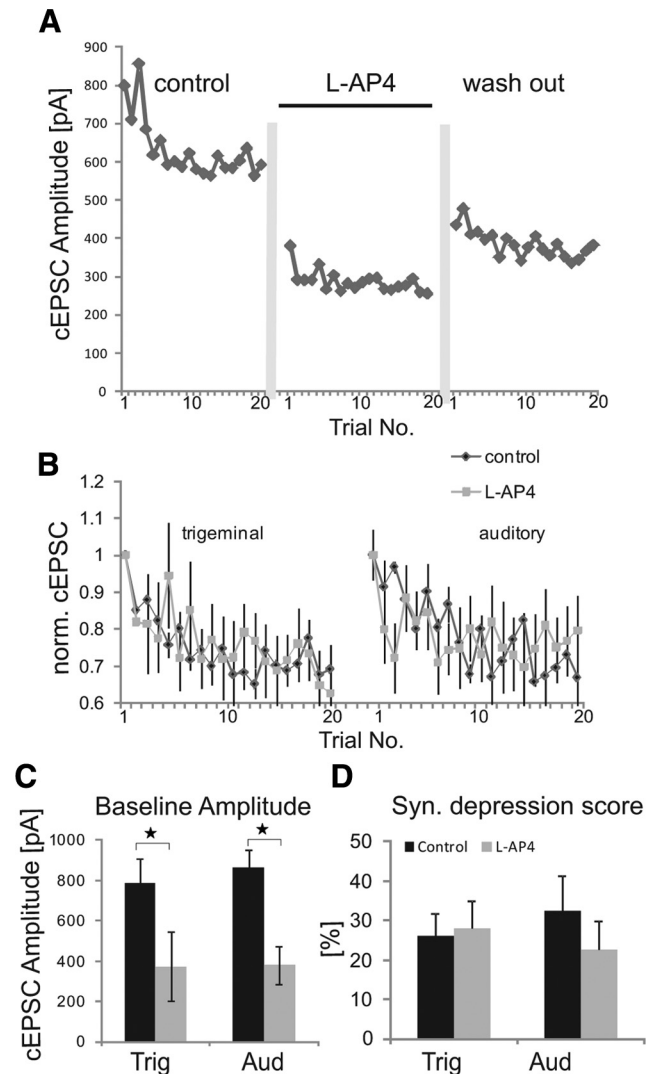 A
cEPSC Amplitude [pA]
900
800
700
600
500
400
300
200
100
0
control
L-AP4
wash out
1 10 20 1 10 20 1 10 20
Trial No.
B
control
L-AP4
norm. cEPSC
1.2
1.1
1
0.9
0.8
0.7
0.6
trigeminal
auditory
1 10 20 1 10 20
Trial No.
C
Baseline Amplitude
cEPSC Amplitude [pA]
1000
800
600
400
200
0
Trig Aud
D
Syn. depression score
Control L-AP4
[%]
50
40
30
20
10
0
Trig Aud